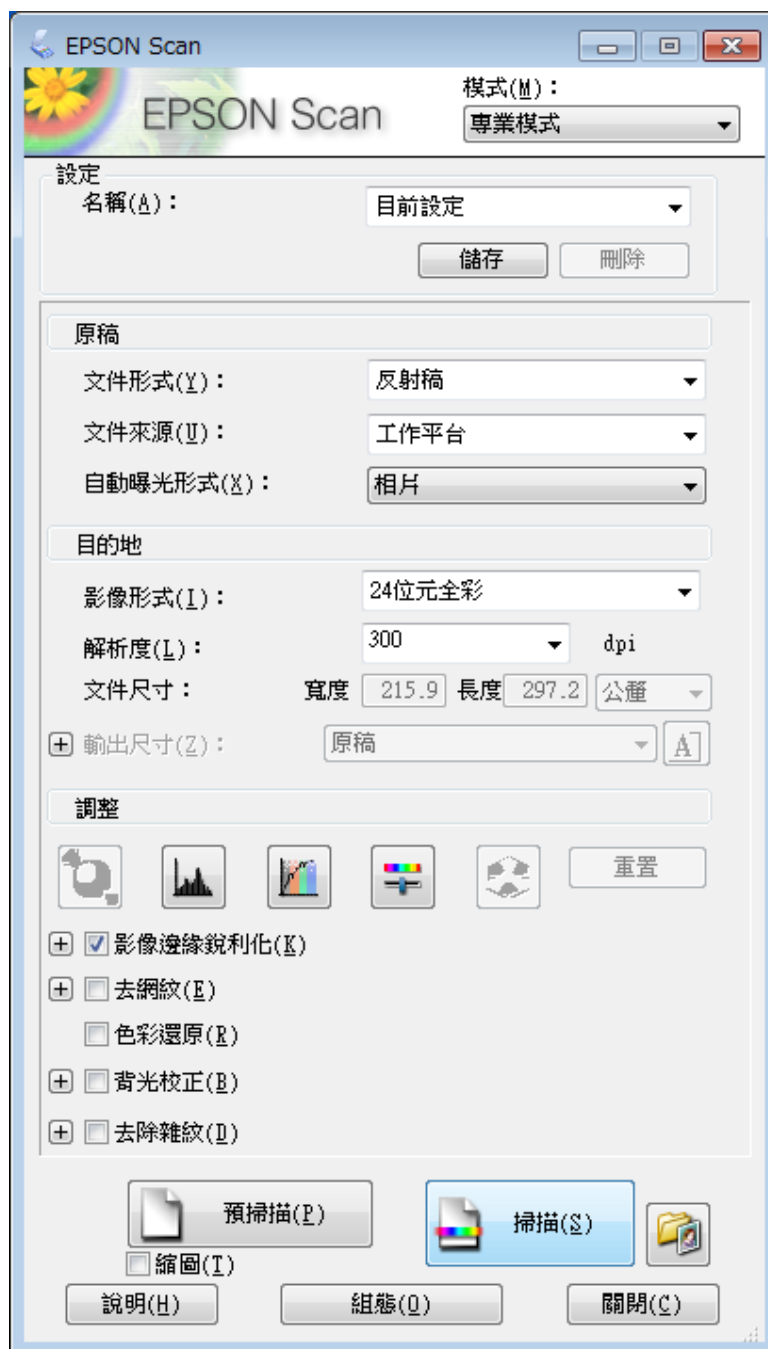 EPSON Scan
EPSON Scan
模式(M)：
專業模式
設定
名稱(A)：
目前設定
儲存
刪除
原稿
文件形式(Y)：
反射稿
文件來源(U)：
工作平台
自動曝光形式(X)：
相片
目的地
影像形式(I)：
24位元全彩
解析度(L)：
300
dpi
文件尺寸：
寬度
215.9
長度
297.2
公釐
輸出尺寸(Z)：
原稿
A
調整
重置
影像邊緣銳利化(K)
去網紋(E)
色彩還原(R)
背光校正(B)
去除雜紋(D)
預掃描(P)
掃描(S)
縮圖(T)
說明(H)
組態(O)
關閉(C)